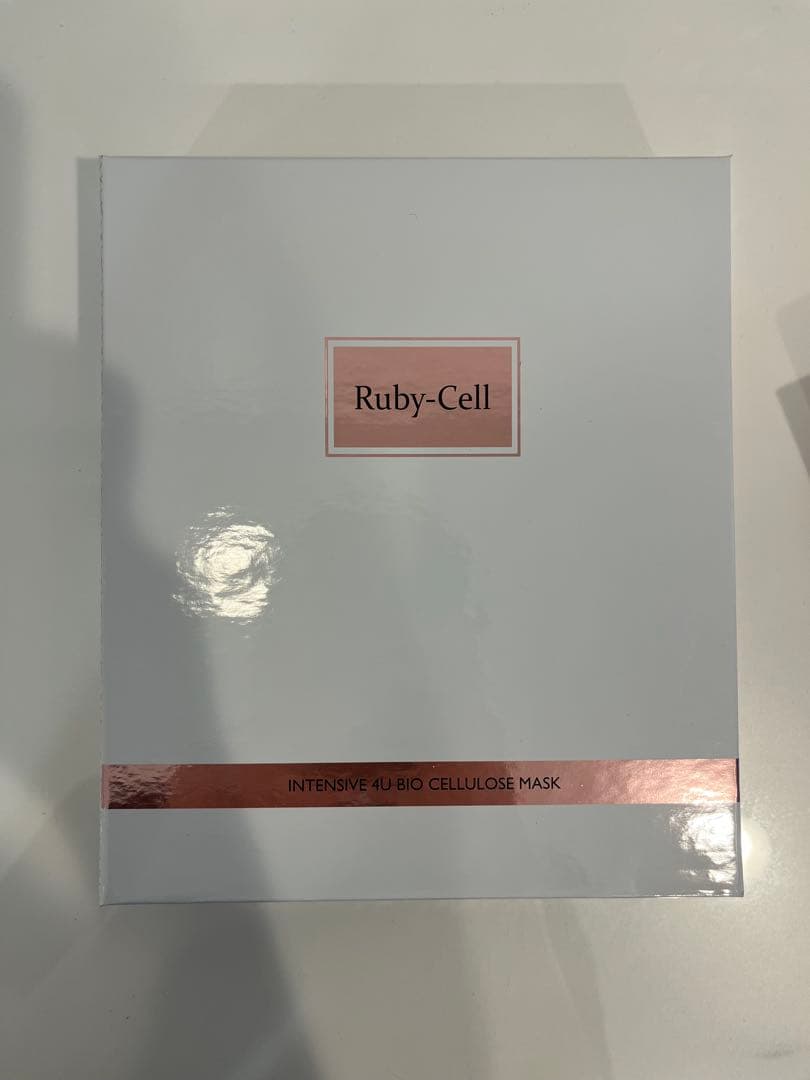 Ruby-Cell
INTENSIVE 4U BIO CELLULOSE MASK